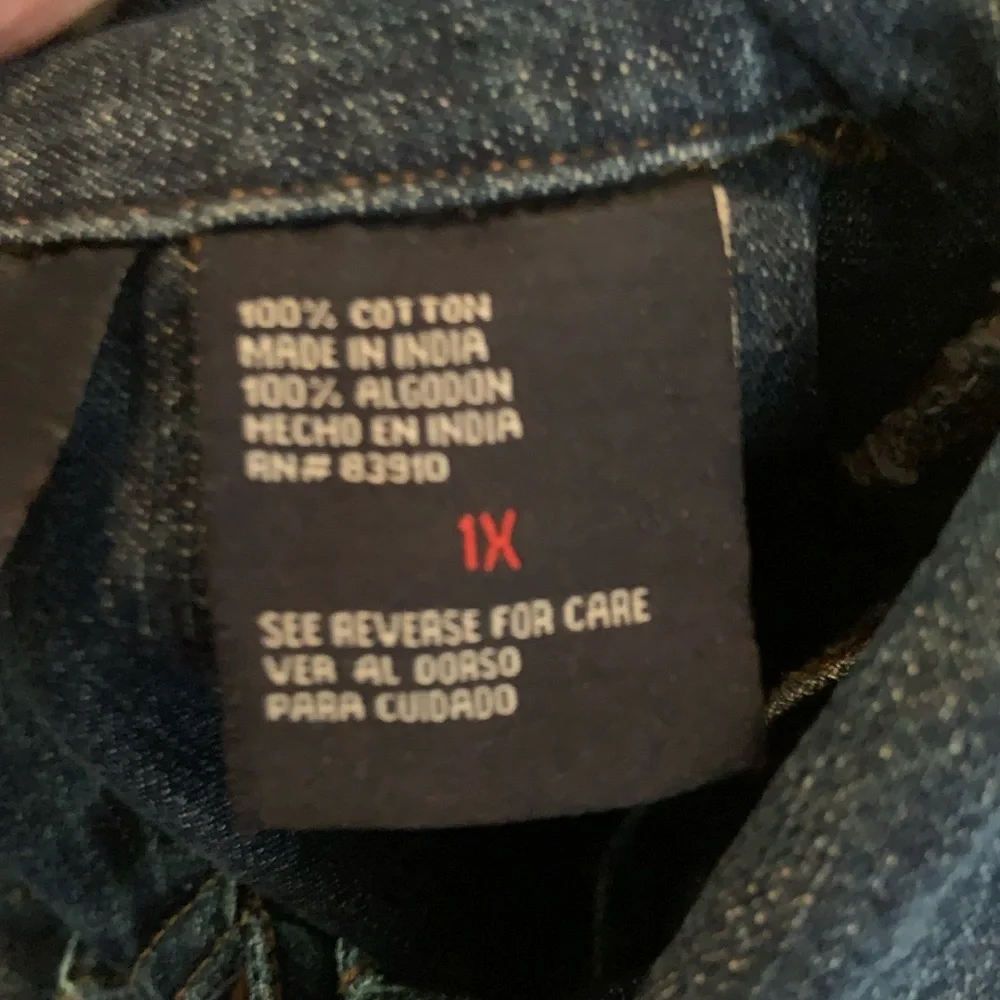 100% COTTON
MADE IN INDIA
100% ALGODON
HECHO EN INDIA
RN# 83910
1X
SEE REVERSE FOR CARE
VER AL DORSO
PARA CUIDADO